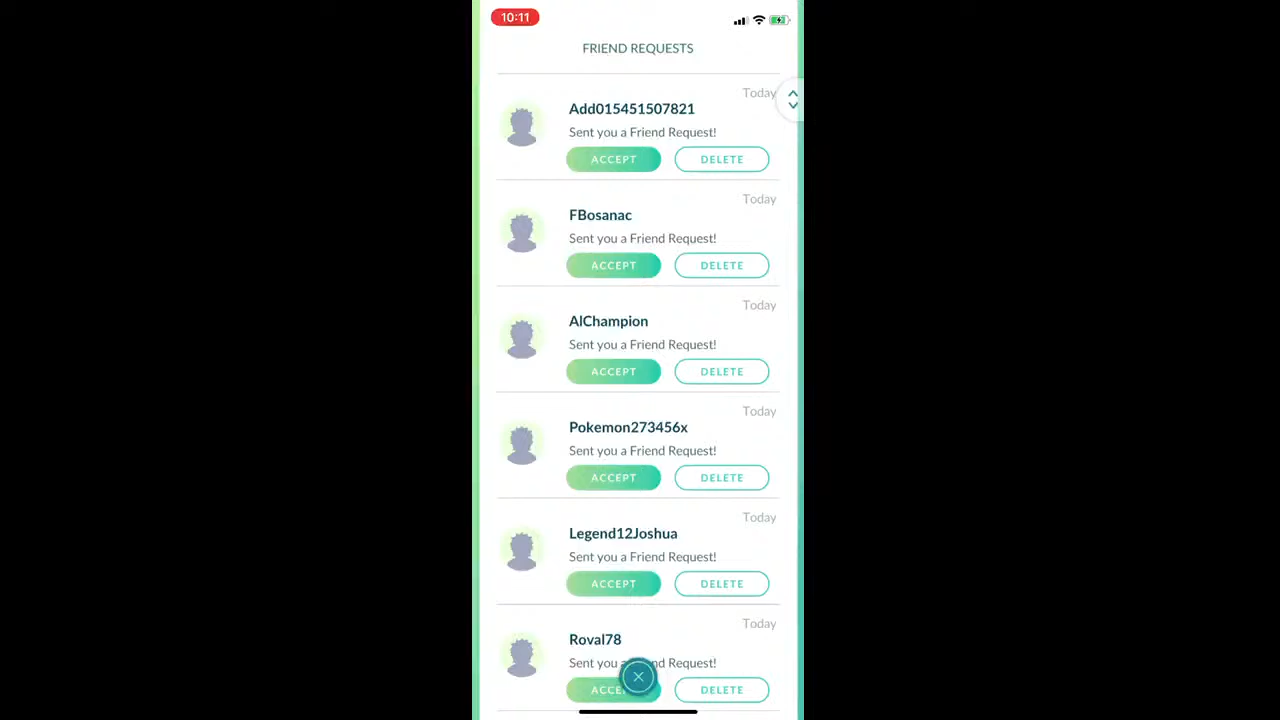 10:11
FRIEND REQUESTS
Today
Add015451507821
Sent you a Friend Request!
ACCEPT DELETE
Today
FBosanac
Sent you a Friend Request!
ACCEPT DELETE
Today
AlChampion
Sent you a Friend Request!
ACCEPT DELETE
Today
Pokemon273456x
Sent you a Friend Request!
ACCEPT DELETE
Today
Legend12Joshua
Sent you a Friend Request!
ACCEPT DELETE
Today
Roval78
Sent you a Friend Request!
ACCEPT DELETE